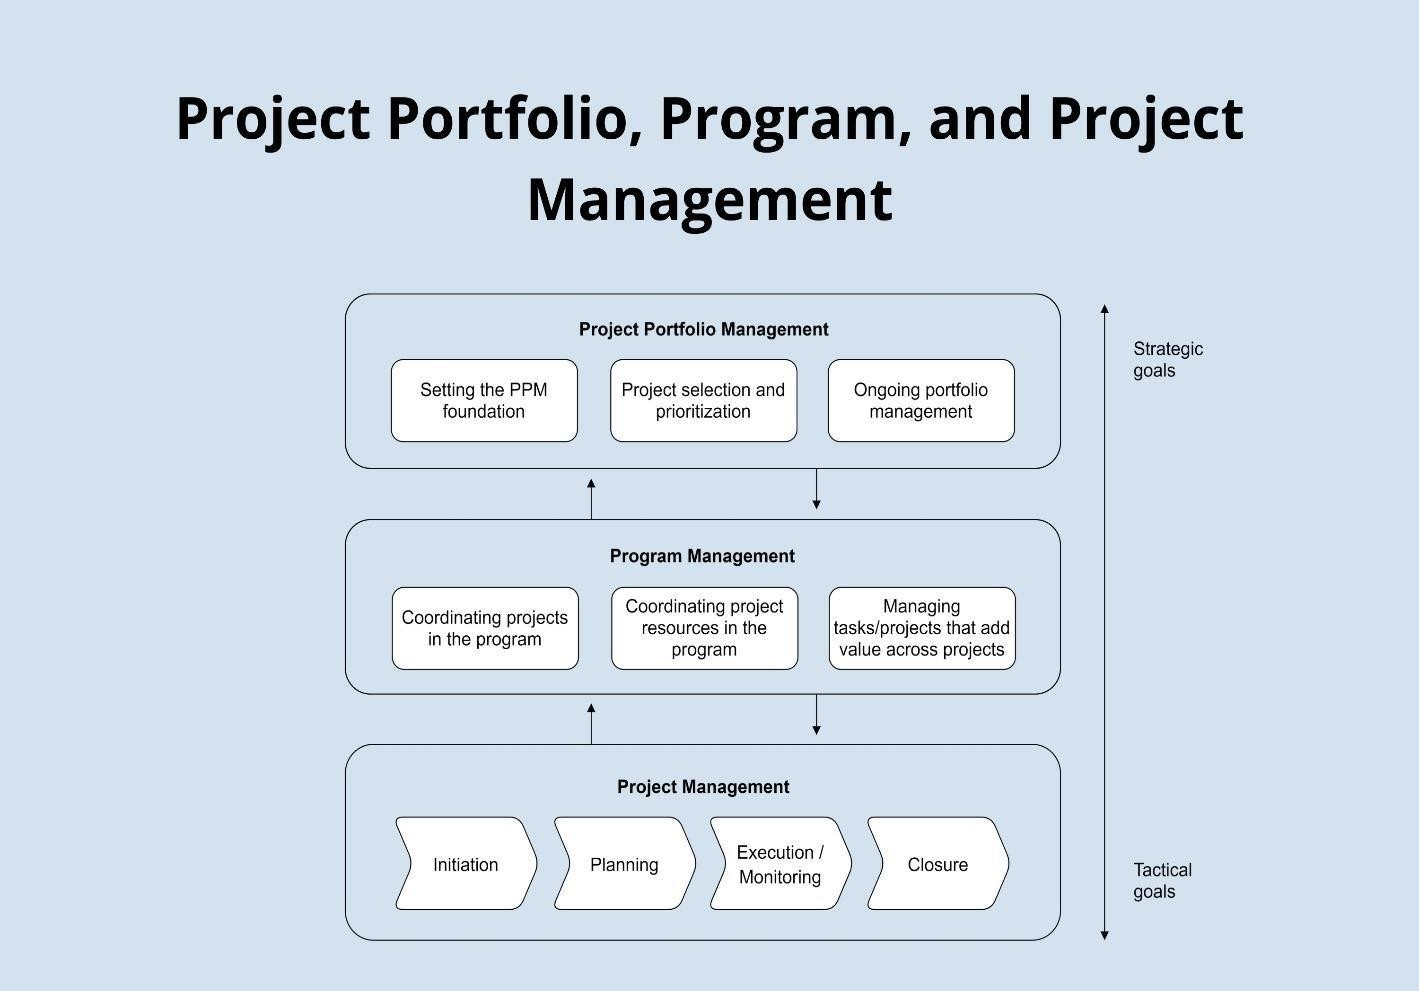 Project Portfolio, Program, and Project
Management
Project Portfolio Management
Strategic
goals
Setting the PPM
foundation
Project selection and
prioritization
Ongoing portfolio
management
Program Management
Coordinating projects
in the program
Coordinating project
resources in the
program
Managing
tasks/projects that add
value across projects
Project Management
Initiation
Planning
Execution /
Monitoring
Closure
Tactical
goals